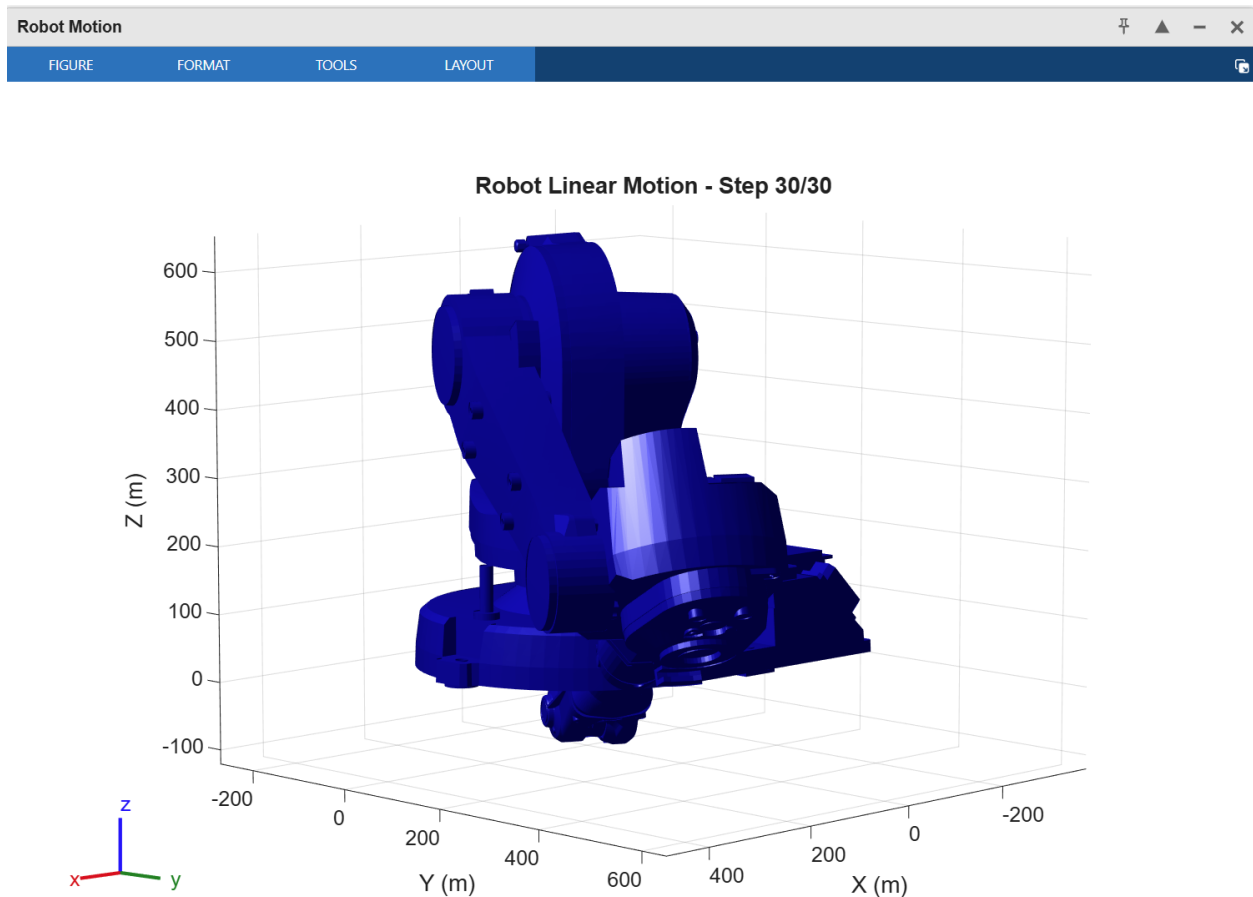 Robot Motion
FIGURE FORMAT TOOLS LAYOUT
Robot Linear Motion - Step 30/30
600
500
400
300
200
100
0
-100
Z (m)
-200
0
200
400
600
Y (m)
400
200
0
-200
X (m)
z
x
y